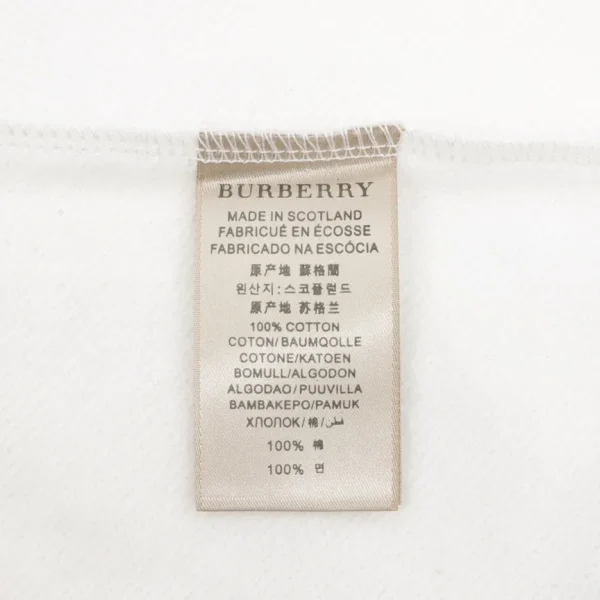 BURBERRY
MADE IN SCOTLAND
FABRICUÉ EN ÉCOSSE
FABRICADO NA ESCÓCIA
原产地 蘇格蘭
원산지:스코플럳드
原产地 苏格兰
100% COTTON
COTON/BAUMQOLLE
COTONE/KATOEN
BOMULL/ALGODON
ALGODAO/PUUVILLA
BAMBAKEPO/PAMUK
ХЛОПОК/棉/قطن
100% 棉
100% 면